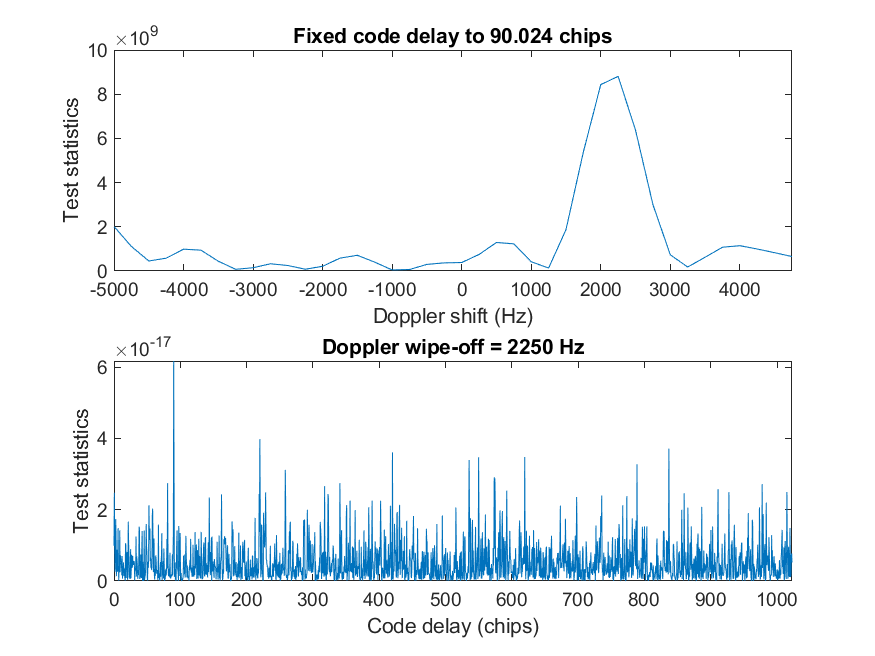 ×10⁹
Fixed code delay to 90.024 chips
10
8
6
4
2
0
Test statistics
-5000 -4000 -3000 -2000 -1000 0 1000 2000 3000 4000
Doppler shift (Hz)
×10⁻¹⁷
Doppler wipe-off = 2250 Hz
6
4
2
0
Test statistics
0 100 200 300 400 500 600 700 800 900 1000
Code delay (chips)